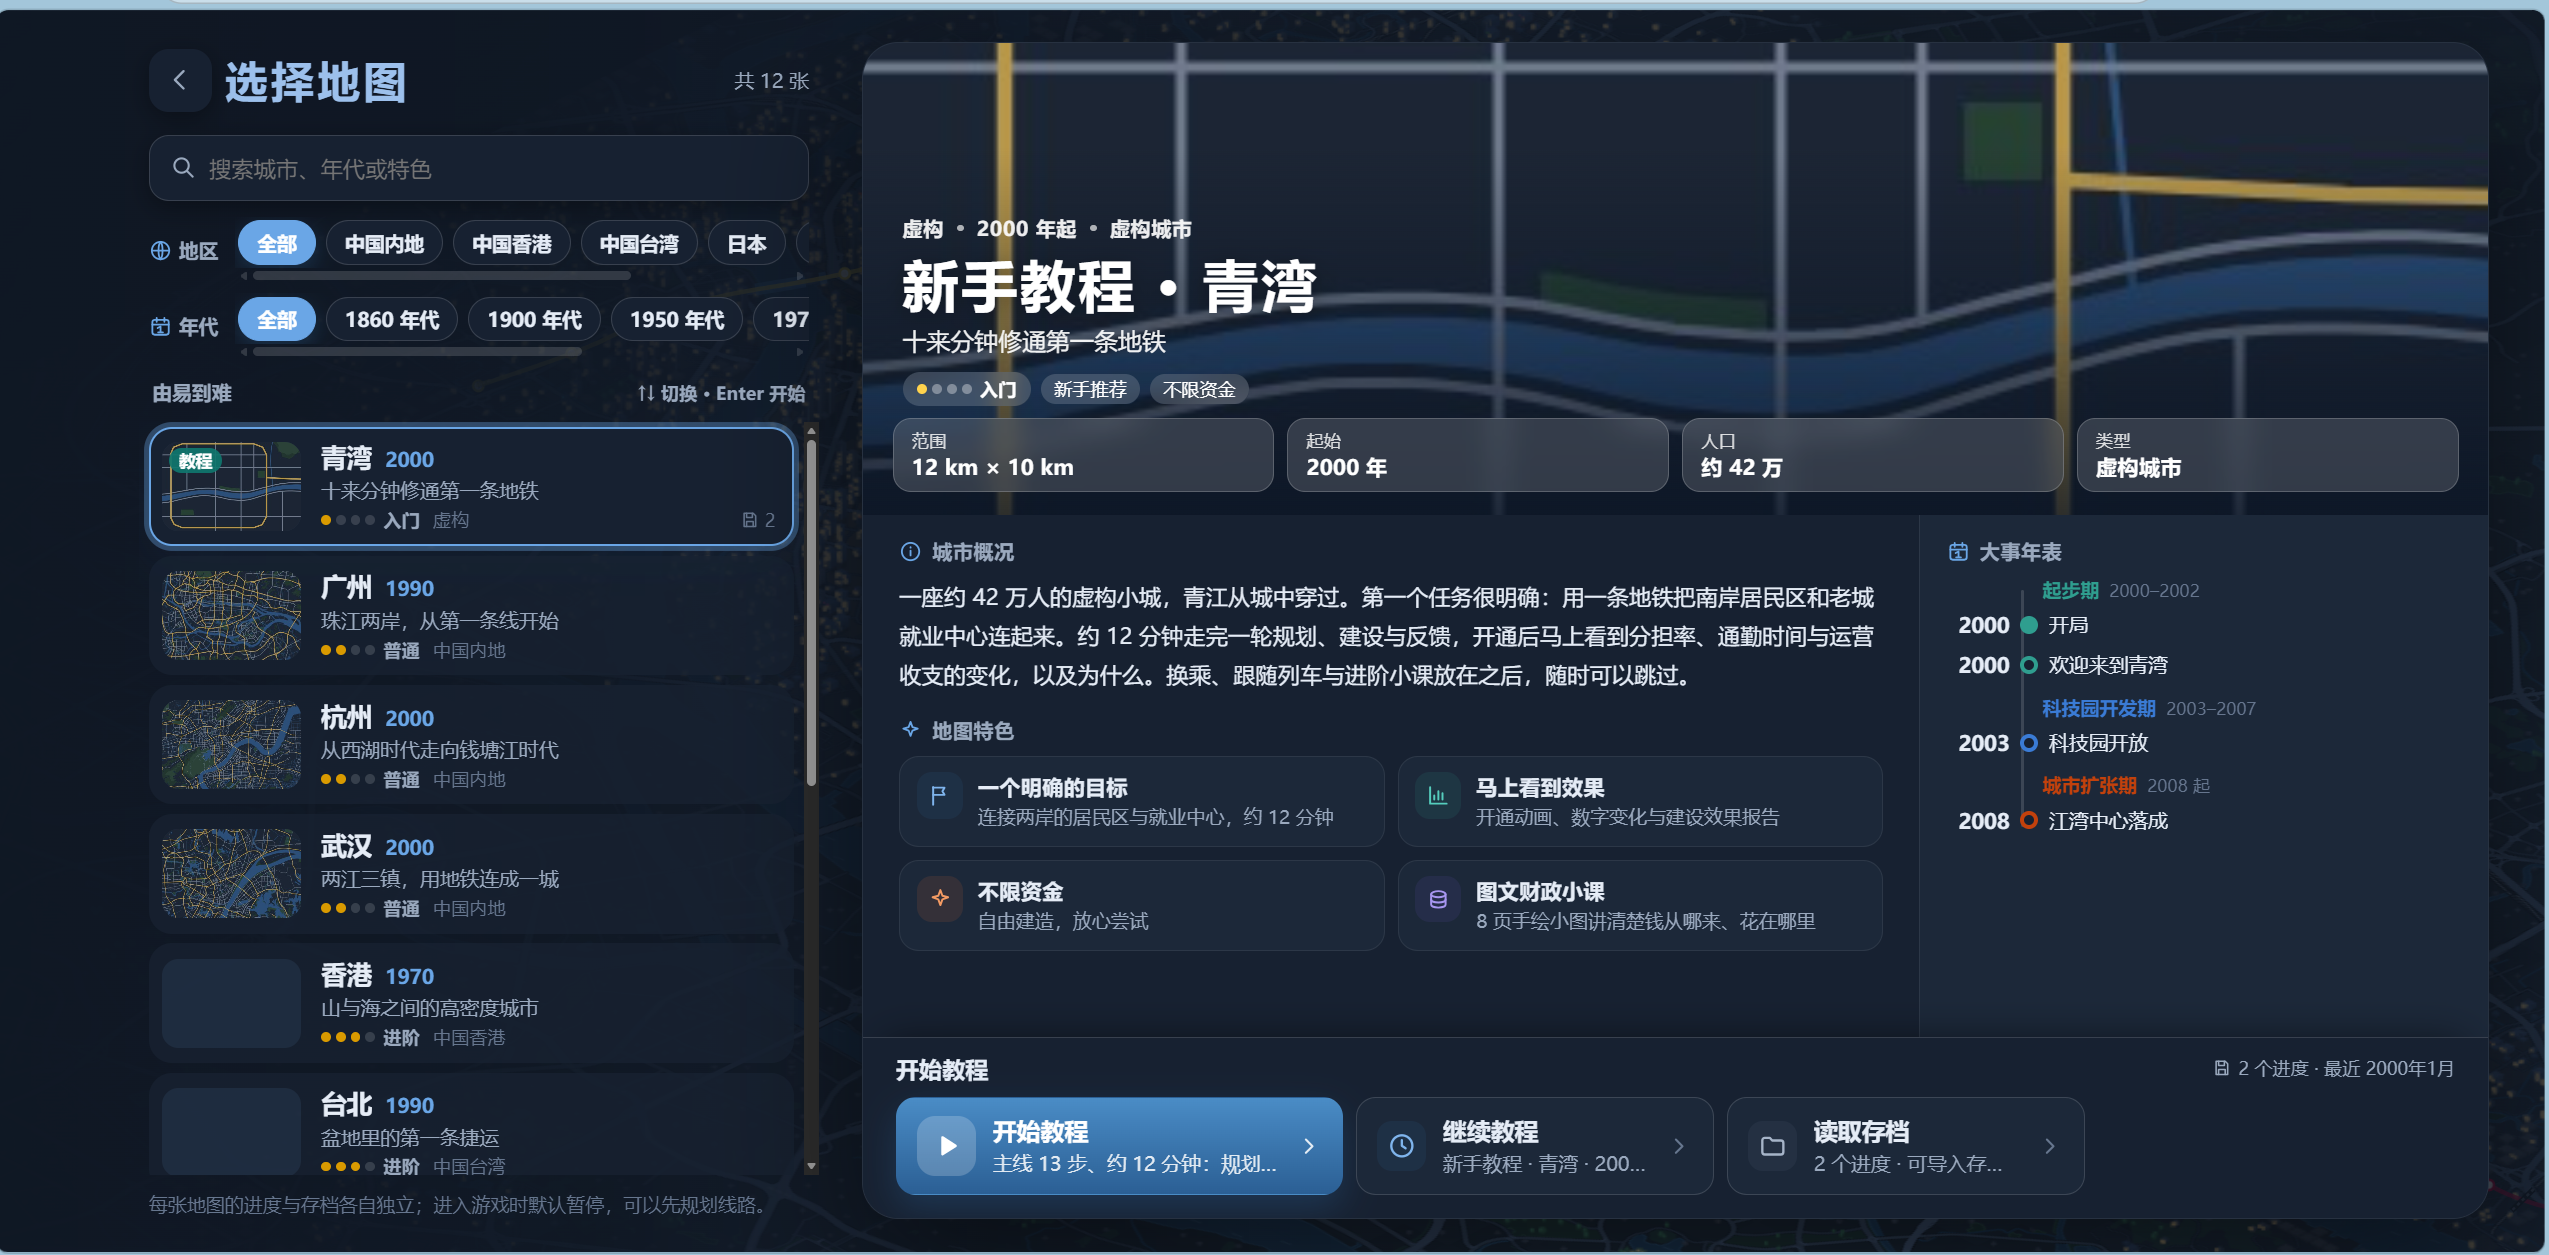 选择地图
共 12 张
搜索城市、年代或特色
地区
全部
中国内地
中国香港
中国台湾
日本
年代
全部
1860 年代
1900 年代
1950 年代
197
由易到难
↑↓ 切换 • Enter 开始
教程
青湾 2000
十来分钟修通第一条地铁
入门 虚构
2
广州 1990
珠江两岸，从第一条线开始
普通 中国内地
杭州 2000
从西湖时代走向钱塘江时代
普通 中国内地
武汉 2000
两江三镇，用地铁连成一城
普通 中国内地
香港 1970
山与海之间的高密度城市
进阶 中国香港
台北 1990
盆地里的第一条捷运
进阶 中国台湾
每张地图的进度与存档各自独立；进入游戏时默认暂停，可以先规划线路。
虚构 • 2000 年起 • 虚构城市
新手教程 • 青湾
十来分钟修通第一条地铁
入门
新手推荐
不限资金
范围
12 km × 10 km
起始
2000 年
人口
约 42 万
类型
虚构城市
城市概况
一座约 42 万人的虚构小城，青江从城中穿过。第一个任务很明确：用一条地铁把南岸居民区和老城
就业中心连起来。约 12 分钟走完一轮规划、建设与反馈，开通后马上看到分担率、通勤时间与运营
收支的变化，以及为什么。换乘、跟随列车与进阶小课放在之后，随时可以跳过。
地图特色
一个明确的目标
连接两岸的居民区与就业中心，约 12 分钟
马上看到效果
开通动画、数字变化与建设效果报告
不限资金
自由建造，放心尝试
图文财政小课
8 页手绘小图讲清楚钱从哪来、花在哪里
大事年表
起步期 2000–2002
2000 开局
2000 欢迎来到青湾
科技园开发期 2003–2007
2003 科技园开放
城市扩张期 2008 起
2008 江湾中心落成
开始教程
2 个进度 · 最近 2000年1月
开始教程
主线 13 步、约 12 分钟：规划...
继续教程
新手教程 · 青湾 · 200...
读取存档
2 个进度 · 可导入存...